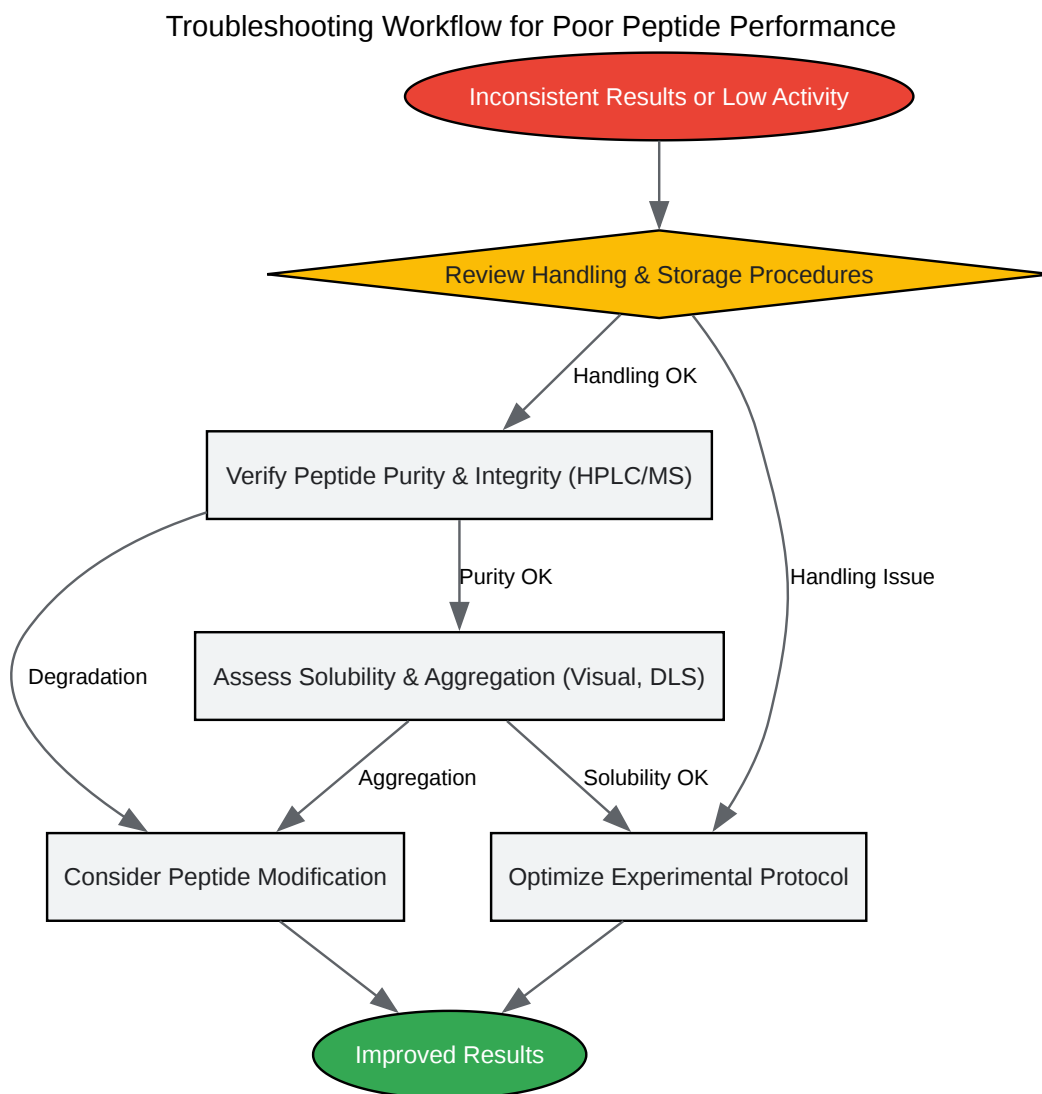 Troubleshooting Workflow for Poor Peptide Performance
Inconsistent Results or Low Activity
Review Handling & Storage Procedures
Handling OK
Verify Peptide Purity & Integrity (HPLC/MS)
Purity OK
Handling Issue
Degradation
Assess Solubility & Aggregation (Visual, DLS)
Aggregation
Solubility OK
Consider Peptide Modification
Optimize Experimental Protocol
Improved Results